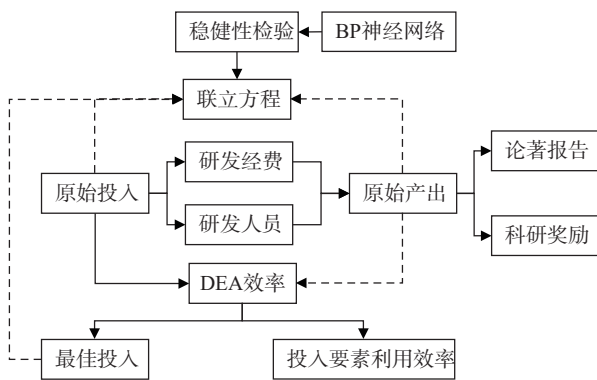 稳健性检验
BP神经网络
联立方程
研发经费
论著报告
原始投入
原始产出
研发人员
科研奖励
DEA效率
最佳投入
投入要素利用效率